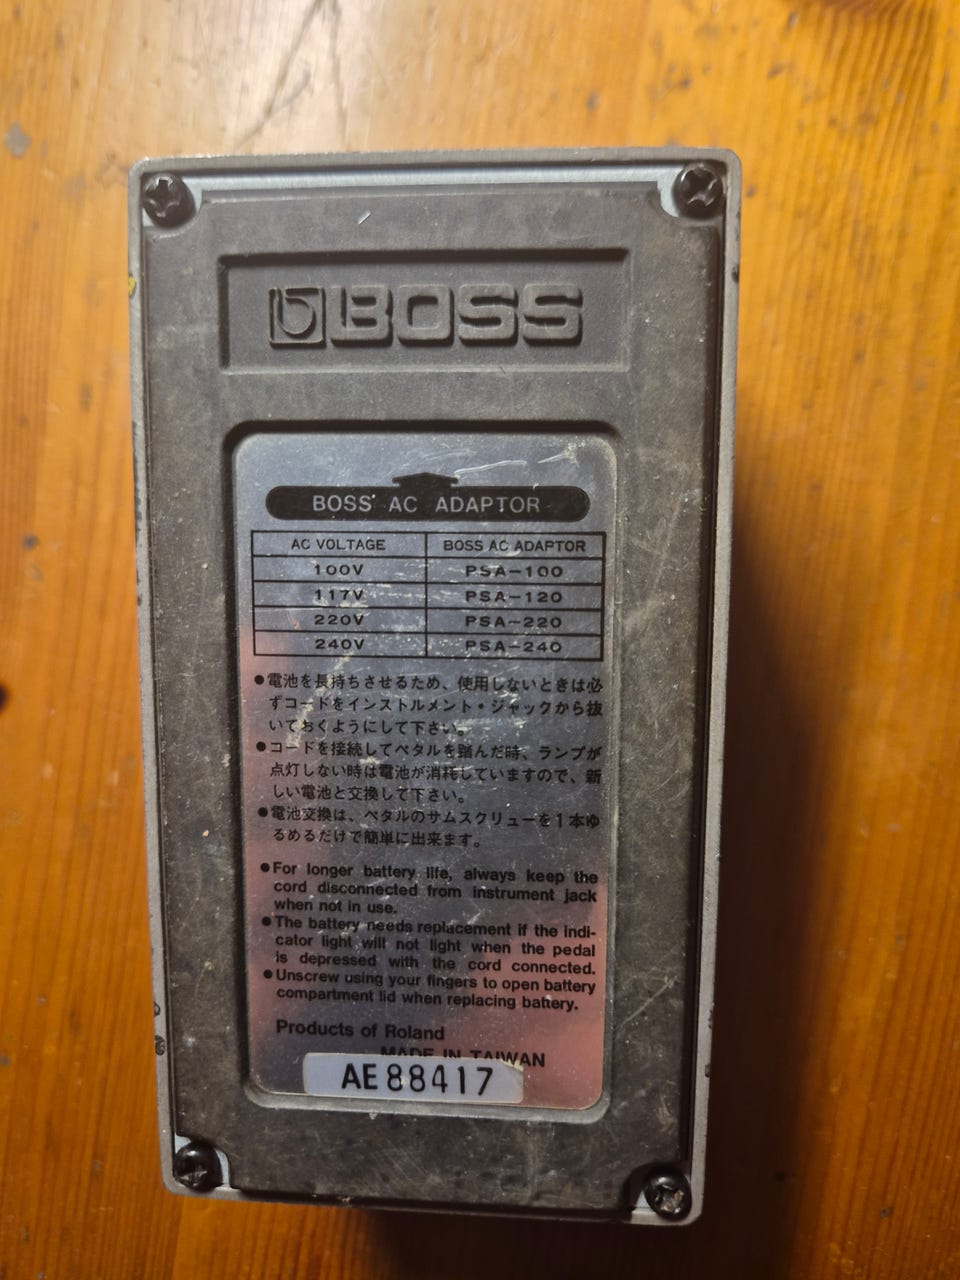 BOSS
BOSS AC ADAPTOR
AC VOLTAGE BOSS AC ADAPTOR
100V PSA-100
117V PSA-120
220V PSA-220
240V PSA-240
●電池を長持ちさせるため、使用しないときは必
ずコードをインストルメント・ジャックから抜
いておくようにして下さい。
●コードを接続してペタルを踏んだ時、ランプが
点灯しない時は電池が消耗していますので、新
しい電池と交換して下さい。
●電池交換は、ペタルのサムスクリューを1本ゆ
るめるだけで簡単に出来ます。
●For longer battery life, always keep the
cord disconnected from instrument jack
when not in use.
●The battery needs replacement if the indi-
cator light will not light when the pedal
is depressed with the cord connected.
●Unscrew using your fingers to open battery
compartment lid when replacing battery.
Products of Roland
MADE IN TAIWAN
AE88417